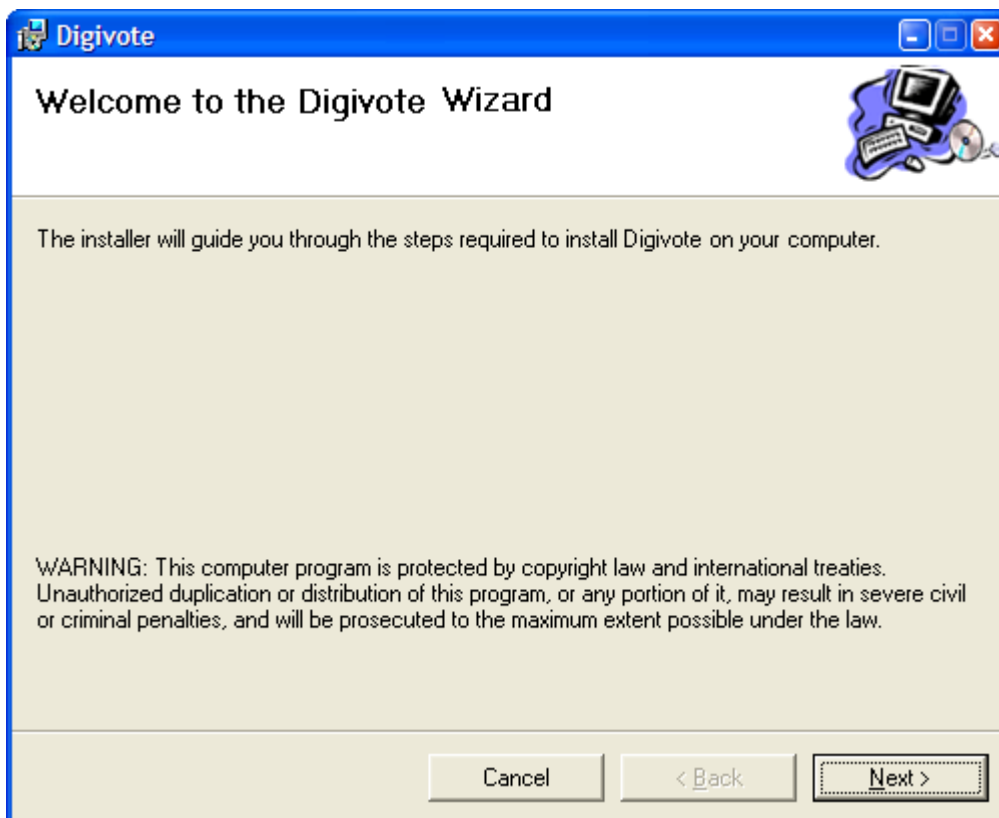 Digivote
Welcome to the Digivote Wizard
The installer will guide you through the steps required to install Digivote on your computer.
WARNING: This computer program is protected by copyright law and international treaties.
Unauthorized duplication or distribution of this program, or any portion of it, may result in severe civil
or criminal penalties, and will be prosecuted to the maximum extent possible under the law.
Cancel
< Back
Next >